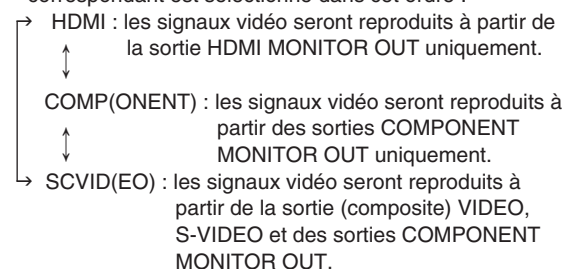 correspondant est sélectionné dans cet ordre :
HDMI : les signaux vidéo seront reproduits à partir de
la sortie HDMI MONITOR OUT uniquement.
COMP(ONENT) : les signaux vidéo seront reproduits à
partir des sorties COMPONENT
MONITOR OUT uniquement.
SCVID(EO) : les signaux vidéo seront reproduits à
partir de la sortie (composite) VIDEO,
S-VIDEO et des sorties COMPONENT
MONITOR OUT.